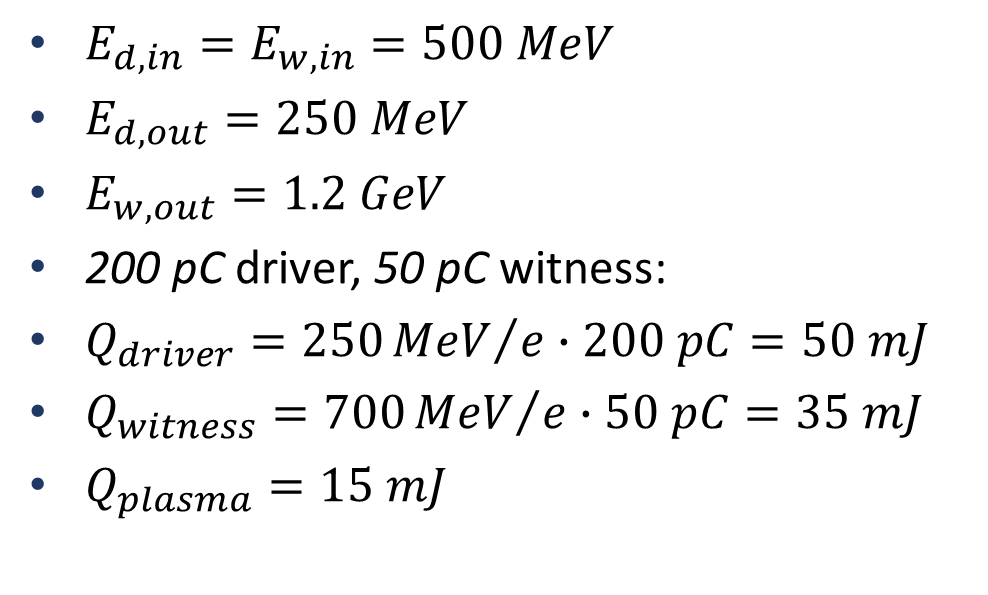 • E_{d,in} = E_{w,in} = 500 MeV
• E_{d,out} = 250 MeV
• E_{w,out} = 1.2 GeV
• 200 pC driver, 50 pC witness:
• Q_{driver} = 250 MeV/e · 200 pC = 50 mJ
• Q_{witness} = 700 MeV/e · 50 pC = 35 mJ
• Q_{plasma} = 15 mJ